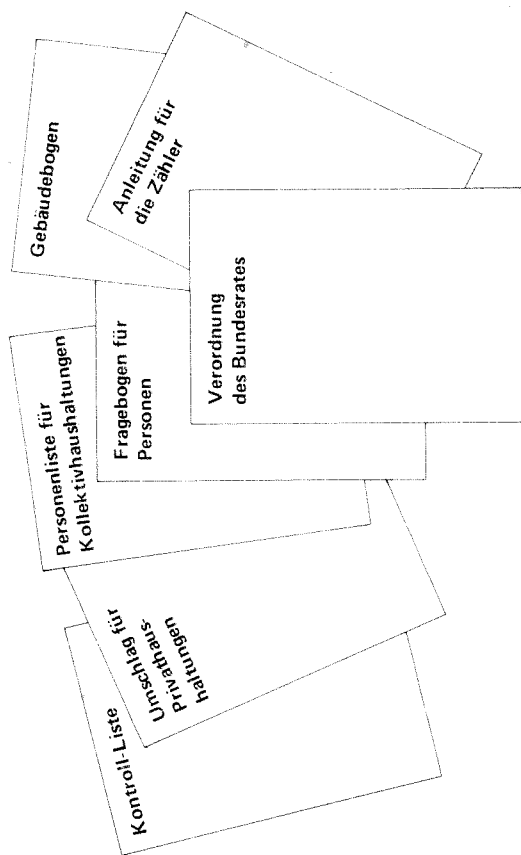 Kontroll-Liste
Umschlag für
Privathaus-
haltungen
Personenliste für
Kollektivhaushaltungen
Fragebogen für
Personen
Gebäudebogen
Anleitung für
die Zähler
Verordnung
des Bundesrates